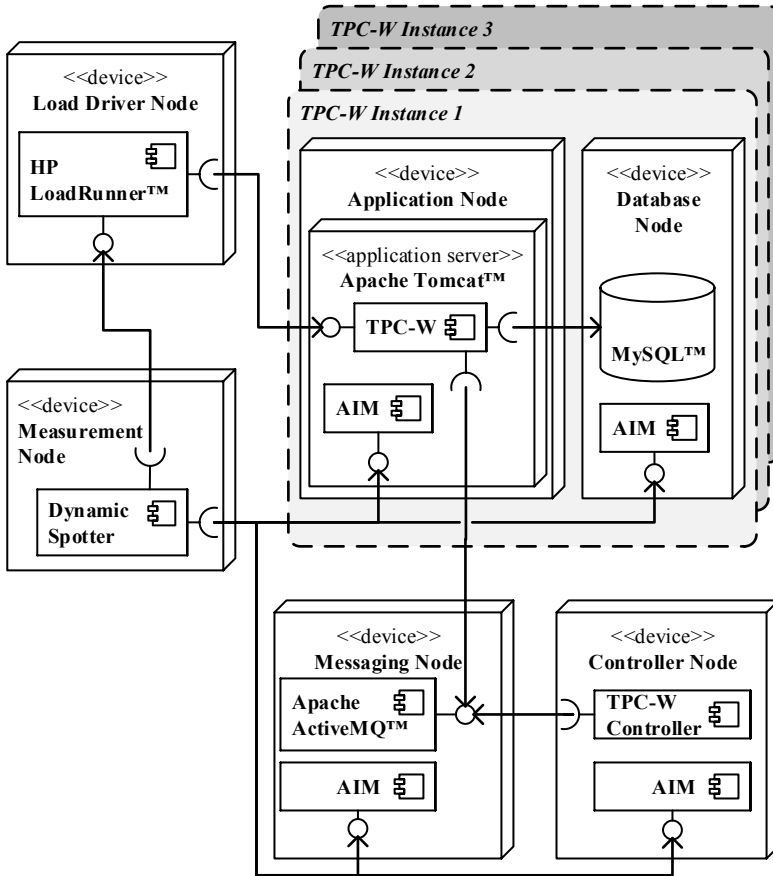 TPC-W Instance 3
TPC-W Instance 2
TPC-W Instance 1
<<device>>
Load Driver Node
HP
LoadRunner™
<<device>>
Application Node
<<application server>>
Apache Tomcat™
TPC-W
AIM
<<device>>
Database
Node
MySQL™
AIM
<<device>>
Measurement
Node
Dynamic
Spotter
<<device>>
Messaging Node
Apache
ActiveMQ™
AIM
<<device>>
Controller Node
TPC-W
Controller
AIM